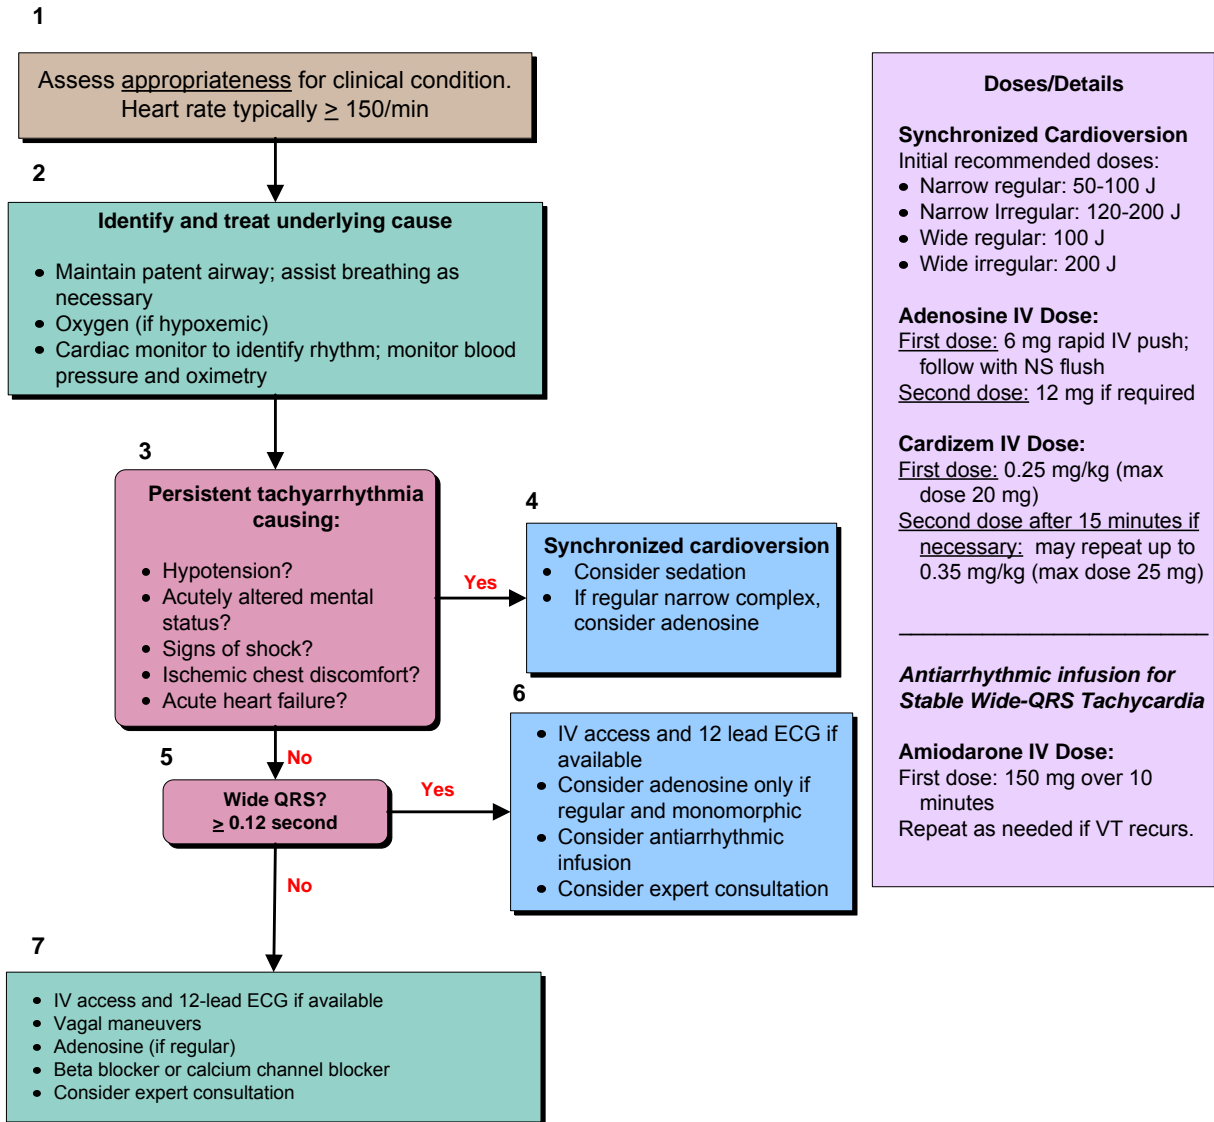 1
Assess appropriateness for clinical condition.
Heart rate typically ≥ 150/min
2
Identify and treat underlying cause
• Maintain patent airway; assist breathing as
necessary
• Oxygen (if hypoxemic)
• Cardiac monitor to identify rhythm; monitor blood
pressure and oximetry
3
Persistent tachyarrhythmia
causing:
• Hypotension?
• Acutely altered mental
status?
• Signs of shock?
• Ischemic chest discomfort?
• Acute heart failure?
Yes
4
Synchronized cardioversion
• Consider sedation
• If regular narrow complex,
consider adenosine
No
5
Wide QRS?
≥ 0.12 second
Yes
6
• IV access and 12 lead ECG if
available
• Consider adenosine only if
regular and monomorphic
• Consider antiarrhythmic
infusion
• Consider expert consultation
No
7
• IV access and 12-lead ECG if available
• Vagal maneuvers
• Adenosine (if regular)
• Beta blocker or calcium channel blocker
• Consider expert consultation
Doses/Details
Synchronized Cardioversion
Initial recommended doses:
• Narrow regular: 50-100 J
• Narrow Irregular: 120-200 J
• Wide regular: 100 J
• Wide irregular: 200 J
Adenosine IV Dose:
First dose: 6 mg rapid IV push;
follow with NS flush
Second dose: 12 mg if required
Cardizem IV Dose:
First dose: 0.25 mg/kg (max
dose 20 mg)
Second dose after 15 minutes if
necessary: may repeat up to
0.35 mg/kg (max dose 25 mg)
Antiarrhythmic infusion for
Stable Wide-QRS Tachycardia
Amiodarone IV Dose:
First dose: 150 mg over 10
minutes
Repeat as needed if VT recurs.